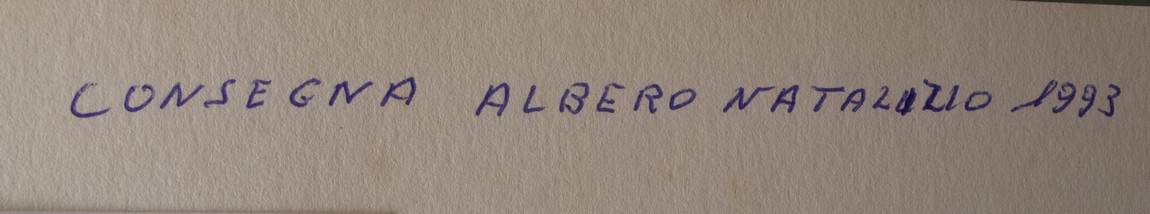 CONSEGNA ALBERO NATALIZIO 1993